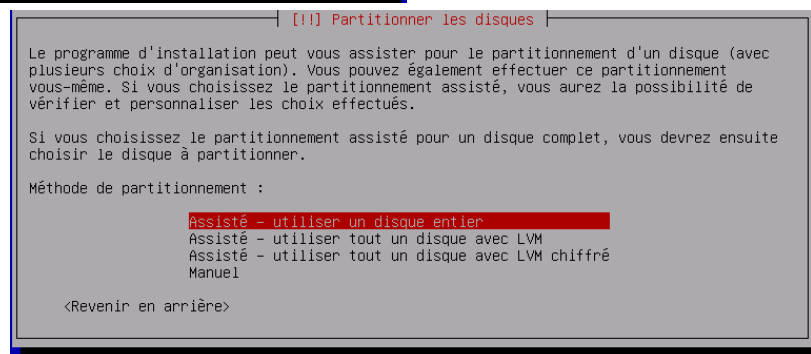 [!!] Partitionner les disques
Le programme d'installation peut vous assister pour le partitionnement d'un disque (avec
plusieurs choix d'organisation). Vous pouvez également effectuer ce partitionnement
vous-même. Si vous choisissez le partitionnement assisté, vous aurez la possibilité de
vérifier et personnaliser les choix effectués.
Si vous choisissez le partitionnement assisté pour un disque complet, vous devrez ensuite
choisir le disque à partitionner.
Méthode de partitionnement :
Assisté - utiliser un disque entier
Assisté - utiliser tout un disque avec LVM
Assisté - utiliser tout un disque avec LVM chiffré
Manuel
<Revenir en arrière>